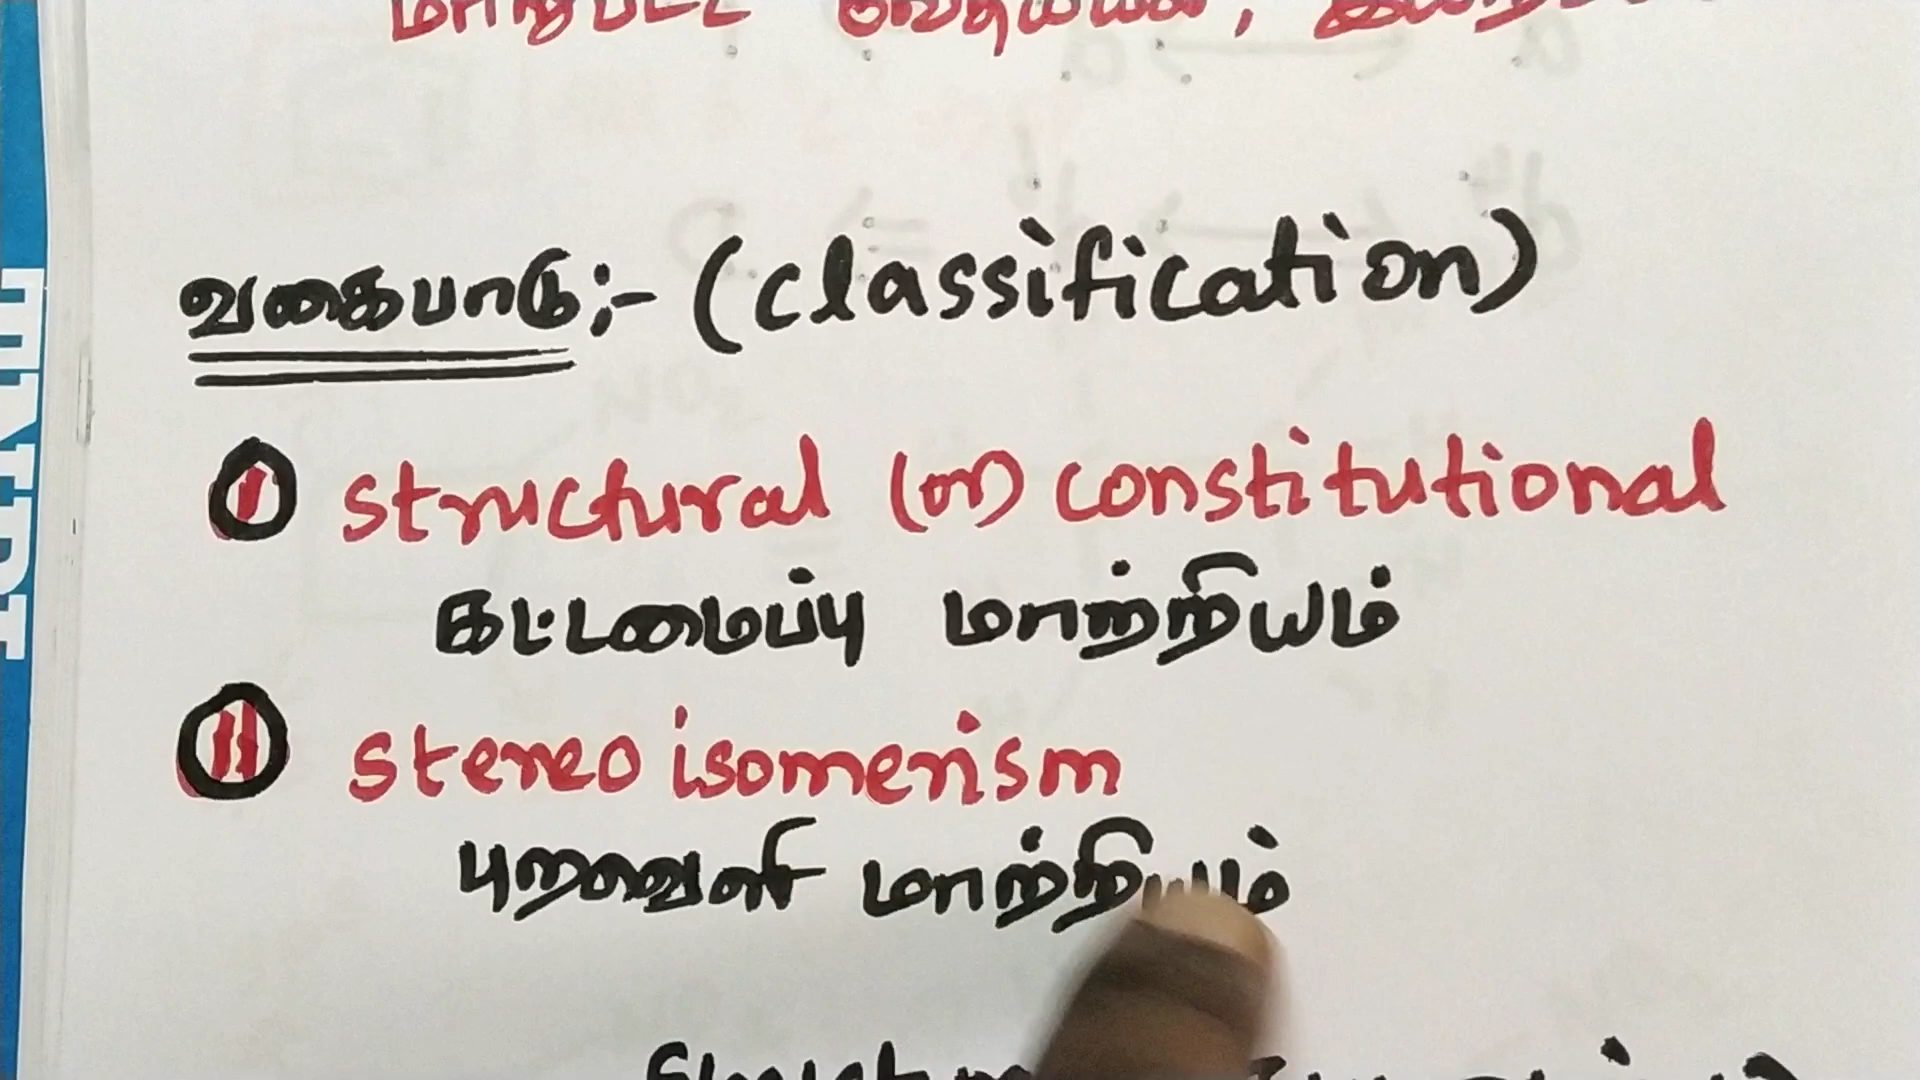 வகைபாடு:- (classification)
I structural (or) constitutional
கட்டமைப்பு மாற்றியம்
II stereo isomerism
புறவெளி மாற்றியம்